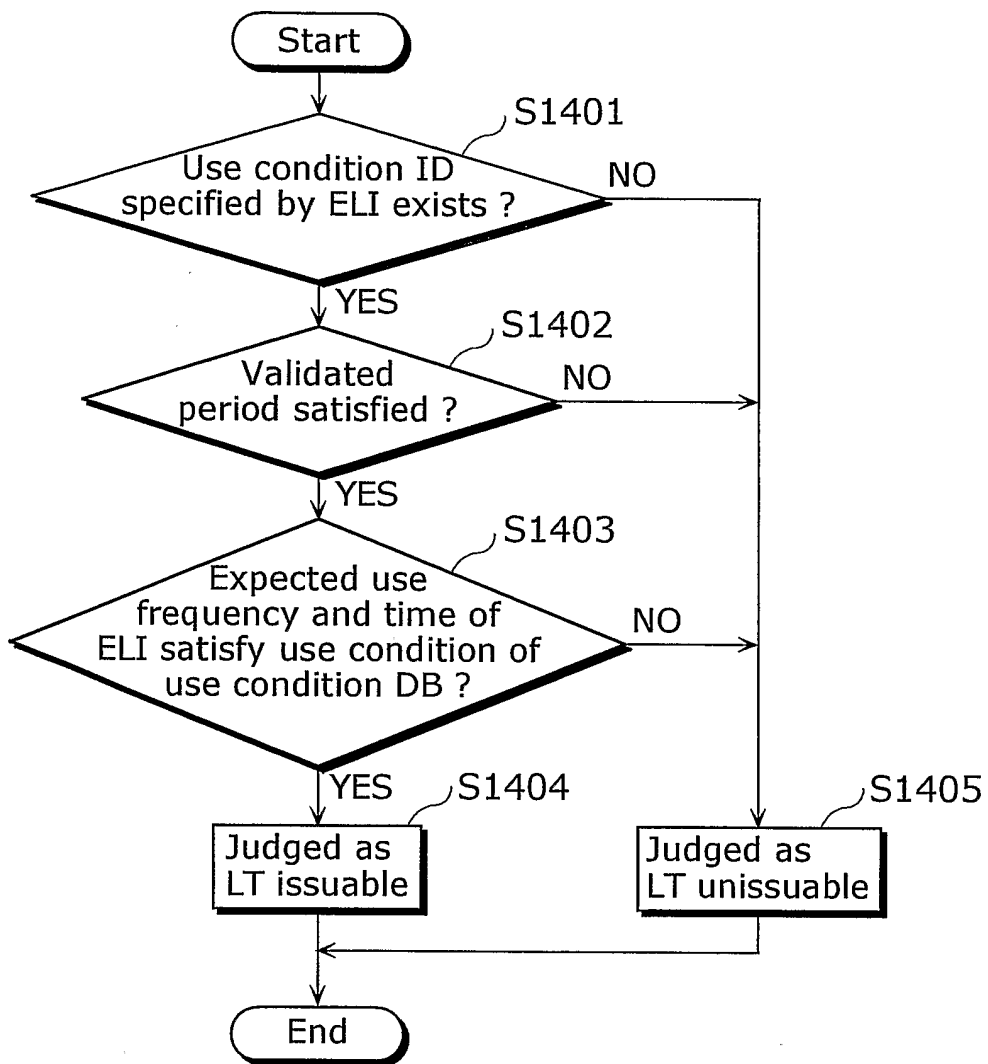 Start
S1401
Use condition ID
specified by ELI exists ?
NO
YES
S1402
Validated
period satisfied ?
NO
YES
S1403
Expected use
frequency and time of
ELI satisfy use condition of
use condition DB ?
NO
YES
S1404
Judged as
LT issuable
S1405
Judged as
LT unissuable
End